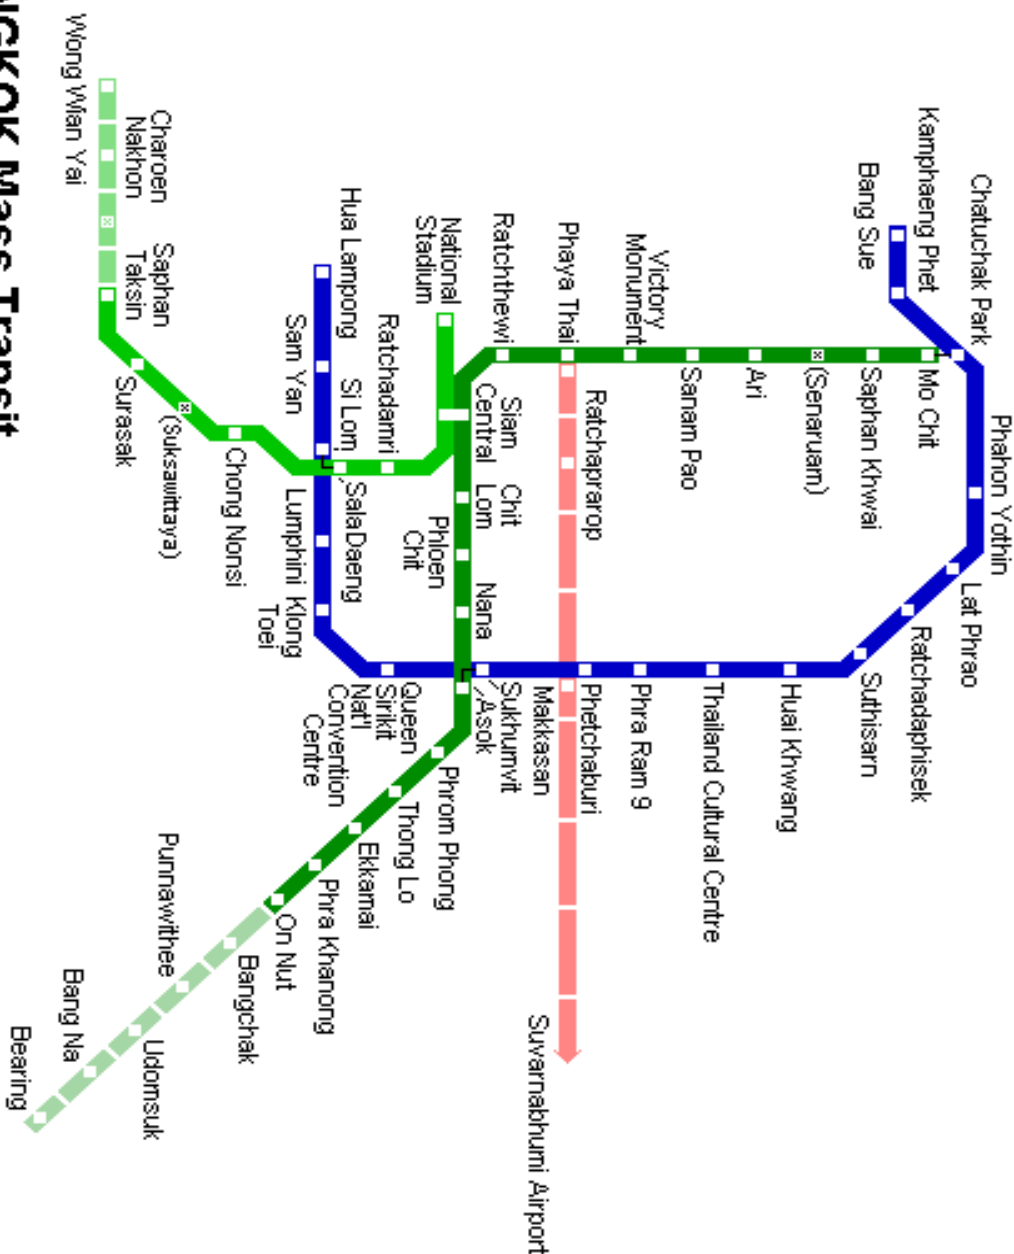 Phahon Yothin
Chatuchak Park
Lat Phrao
Kamphaeng Phet
Mo Chit
Ratchadaphisek
Bang Sue
Saphan Khwai
Suthisarn
(Senaruam)
Huai Khwang
Ari
Thailand Cultural Centre
Sanam Pao
Victory
Monument
Phra Ram 9
Ratchaprarop
Phetchaburi
Phaya Thai
Makkasan
Suvarnabhumi Airport
Ratchthewi
Siam
Central
Chit
Lom
Nana
Sukhumvit
Asok
National
Stadium
Phloen
Chit
Phrom Phong
Thong Lo
Queen
Sirikit
Nat'l
Convention
Centre
Ratchadamri
Ekkamai
Si Lom
SalaDaeng
Hua Lampong
Phra Khanong
Sam Yan
Lumphini
Klong
Toei
On Nut
Chong Nonsi
Bangchak
(Suksawittaya)
Punnawithee
Saphan
Taksin
Charoen
Nakhon
Surasak
Udomsuk
Wong Wian Yai
Bang Na
Bearing
NGKOK Mass Transit